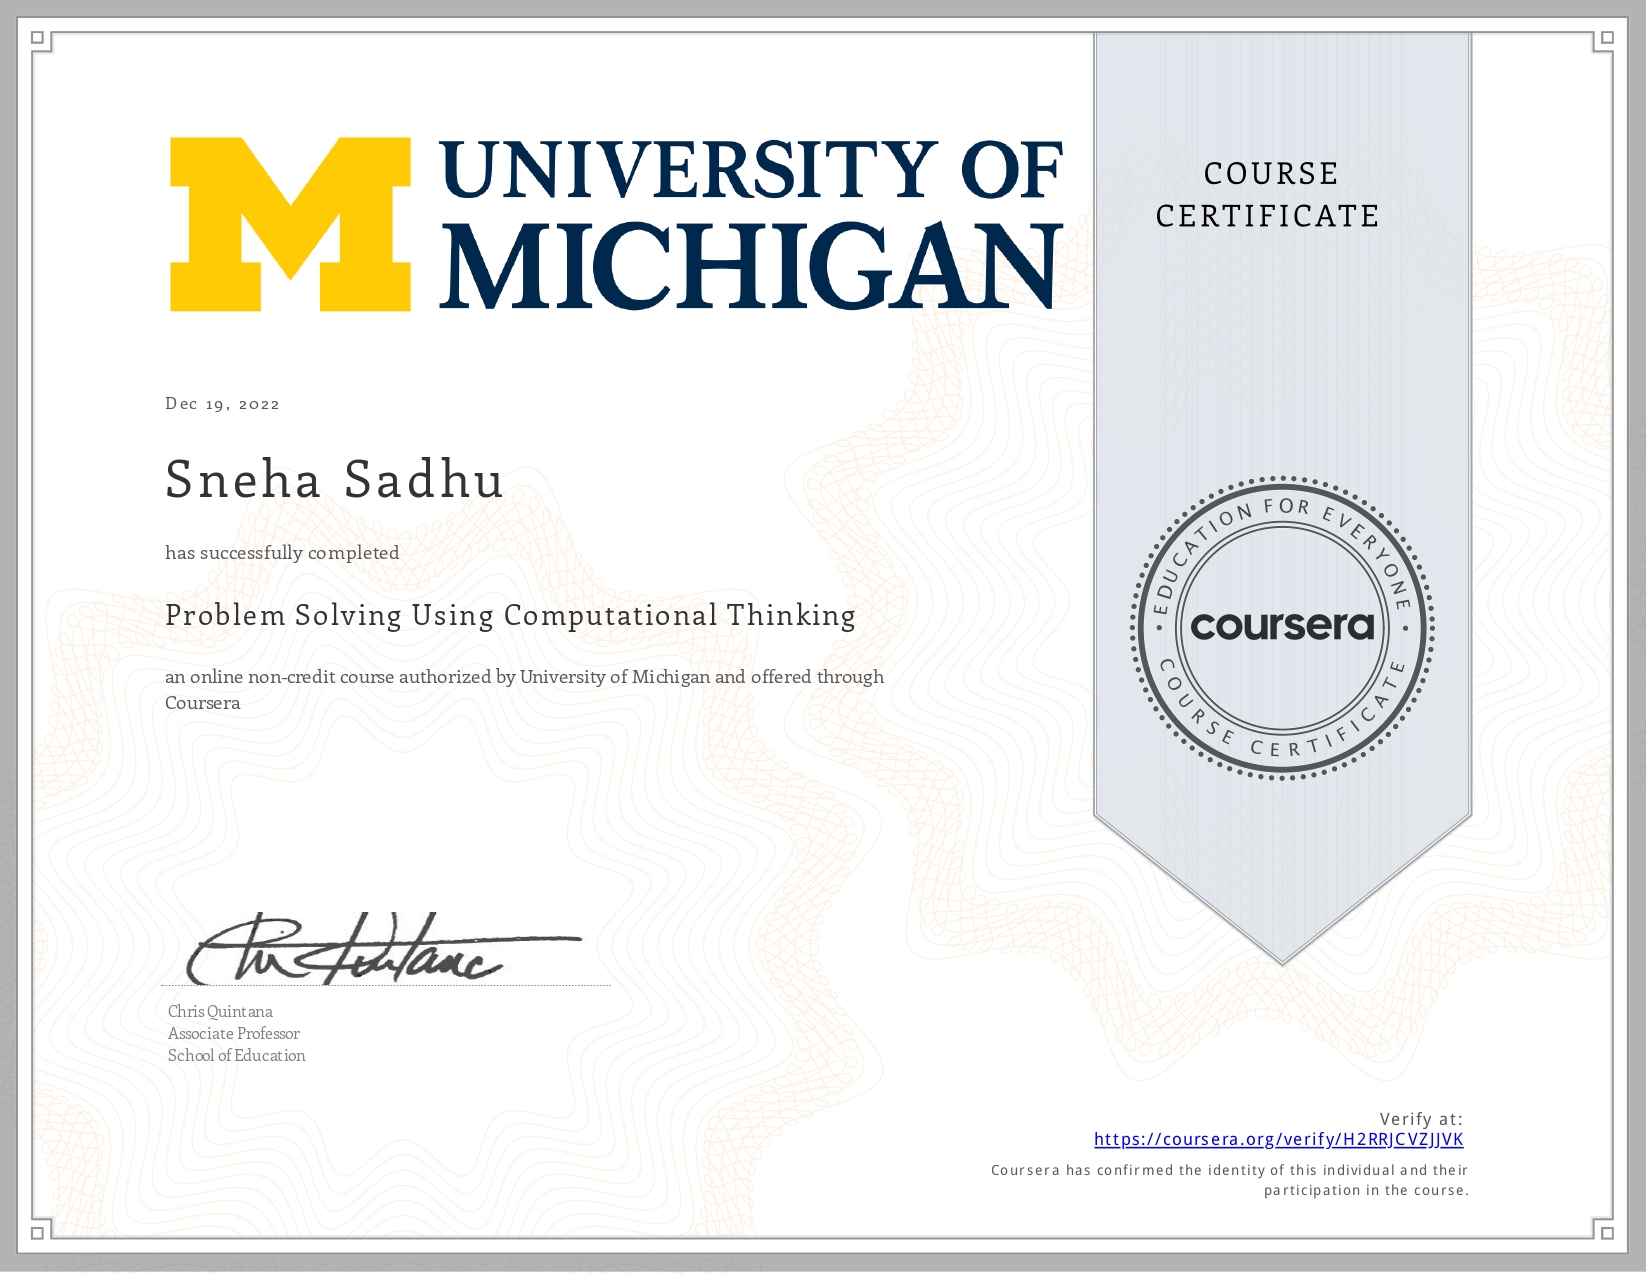 UNIVERSITY OF
MICHIGAN
COURSE
CERTIFICATE
Dec 19, 2022
Sneha Sadhu
has successfully completed
Problem Solving Using Computational Thinking
an online non-credit course authorized by University of Michigan and offered through
Coursera
EDUCATION FOR EVERYONE
coursera
COURSE CERTIFICATE
Chris Quintana
Chris Quintana
Associate Professor
School of Education
Verify at:
https://coursera.org/verify/H2RRJCVZJJVK
Coursera has confirmed the identity of this individual and their
participation in the course.